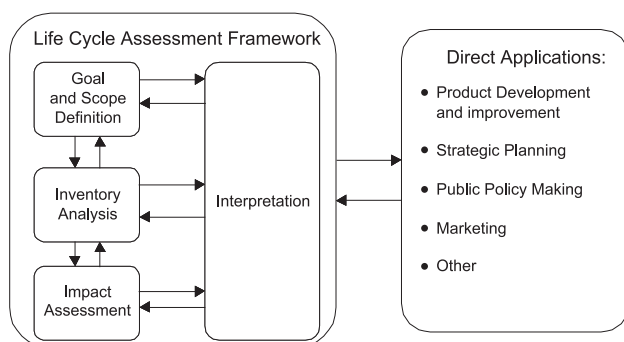 Life Cycle Assessment Framework
Goal
and Scope
Definition
Inventory
Analysis
Impact
Assessment
Interpretation
Direct Applications:
• Product Development
and improvement
• Strategic Planning
• Public Policy Making
• Marketing
• Other